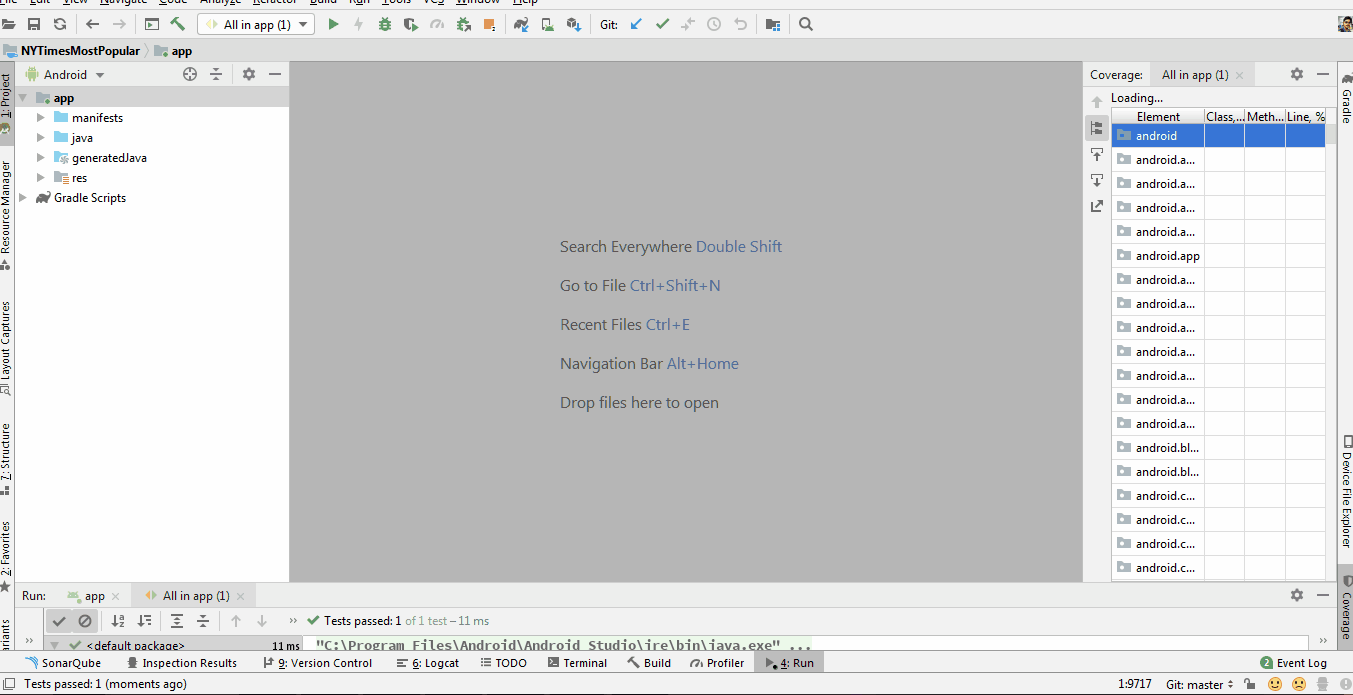 File Edit View Navigate Code Analyze Refactor Build Run Tools VCS Window Help
All in app (1) Git:
NYTimesMostPopular app
Android
app
manifests
java
generatedJava
res
Gradle Scripts
1: Project
Resource Manager
Layout Captures
7: Structure
2: Favorites
Search Everywhere Double Shift
Go to File Ctrl+Shift+N
Recent Files Ctrl+E
Navigation Bar Alt+Home
Drop files here to open
Coverage: All in app (1)
Loading...
Element Class,... Meth... Line, %
android
android.a...
android.a...
android.a...
android.a...
android.app
android.a...
android.a...
android.a...
android.a...
android.a...
android.a...
android.a...
android.bl...
android.bl...
android.c...
android.c...
android.c...
android.c...
Gradle
Device File Explorer
Coverage
Run: app All in app (1)
Tests passed: 1 of 1 test – 11 ms
<default package> 11 ms
"C:\Program Files\Android\Android Studio\jre\bin\java.exe" ...
SonarQube Inspection Results 9: Version Control 6: Logcat TODO Terminal Build Profiler 4: Run 2 Event Log
Tests passed: 1 (moments ago) 1:9717 Git: master